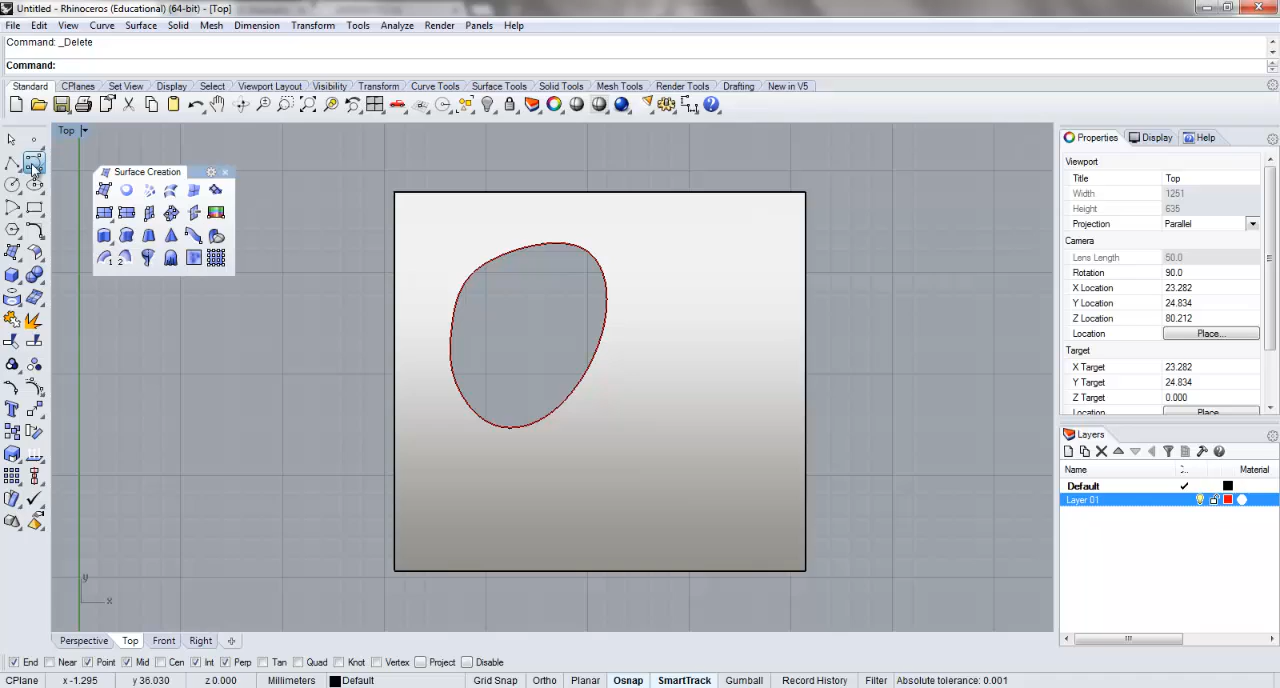 Untitled - Rhinoceros (Educational) (64-bit) - [Top]
File Edit View Curve Surface Solid Mesh Dimension Transform Tools Analyze Render Panels Help
Command: _Delete
Command:
Standard CPlanes Set View Display Select Viewport Layout Visibility Transform Curve Tools Surface Tools Solid Tools Mesh Tools Render Tools Drafting New in V5
Top
Surface Creation
1 2
y
x
Properties Display Help
Viewport
Title Top
Width 1251
Height 635
Projection Parallel
Camera
Lens Length 50.0
Rotation 90.0
X Location 23.282
Y Location 24.834
Z Location 80.212
Location Place...
Target
X Target 23.282
Y Target 24.834
Z Target 0.000
Location Place
Layers
Name Material
Default
Layer 01
Perspective Top Front Right
End Near Point Mid Cen Int Perp Tan Quad Knot Vertex Project Disable
CPlane x -1.295 y 36.030 z 0.000 Millimeters Default Grid Snap Ortho Planar Osnap SmartTrack Gumball Record History Filter Absolute tolerance: 0.001